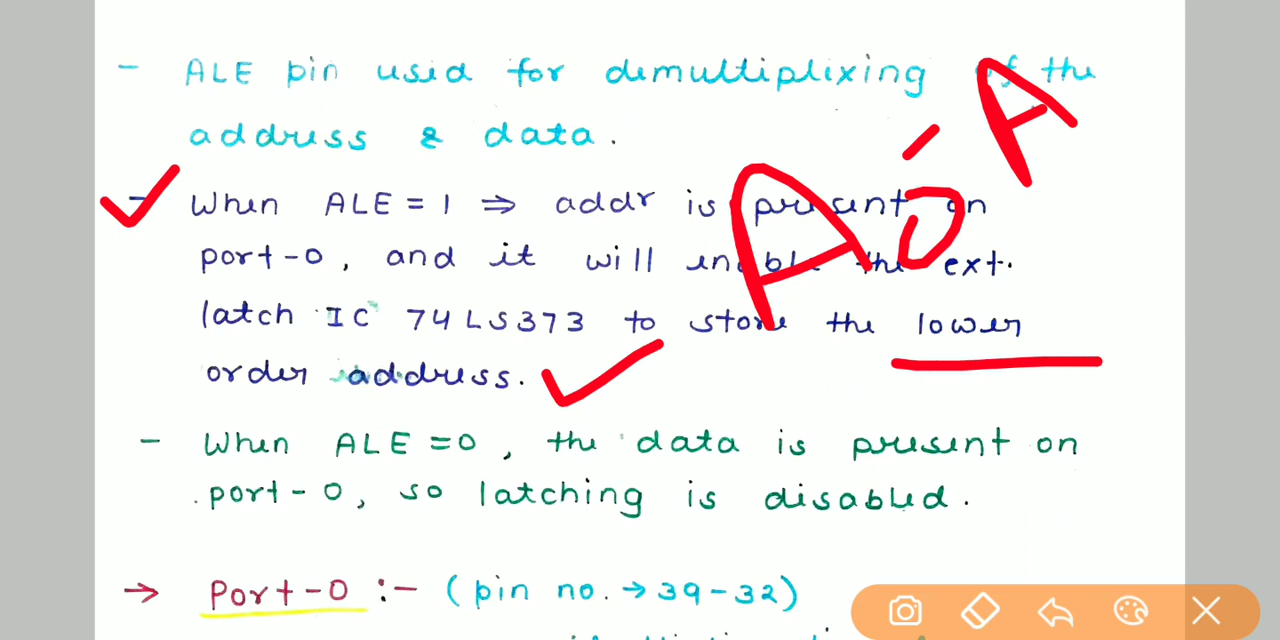 - ALE pin used for dimultiplixing of the
address & data.
- When ALE = 1 ⇒ addr is present on
port-0, and it will enable the ext.
latch IC 74LS373 to store the lower
order address.
- When ALE = 0, the data is present on
port-0, so latching is disabled.
→ Port-0 :- (pin no. → 39-32)
A0 - A